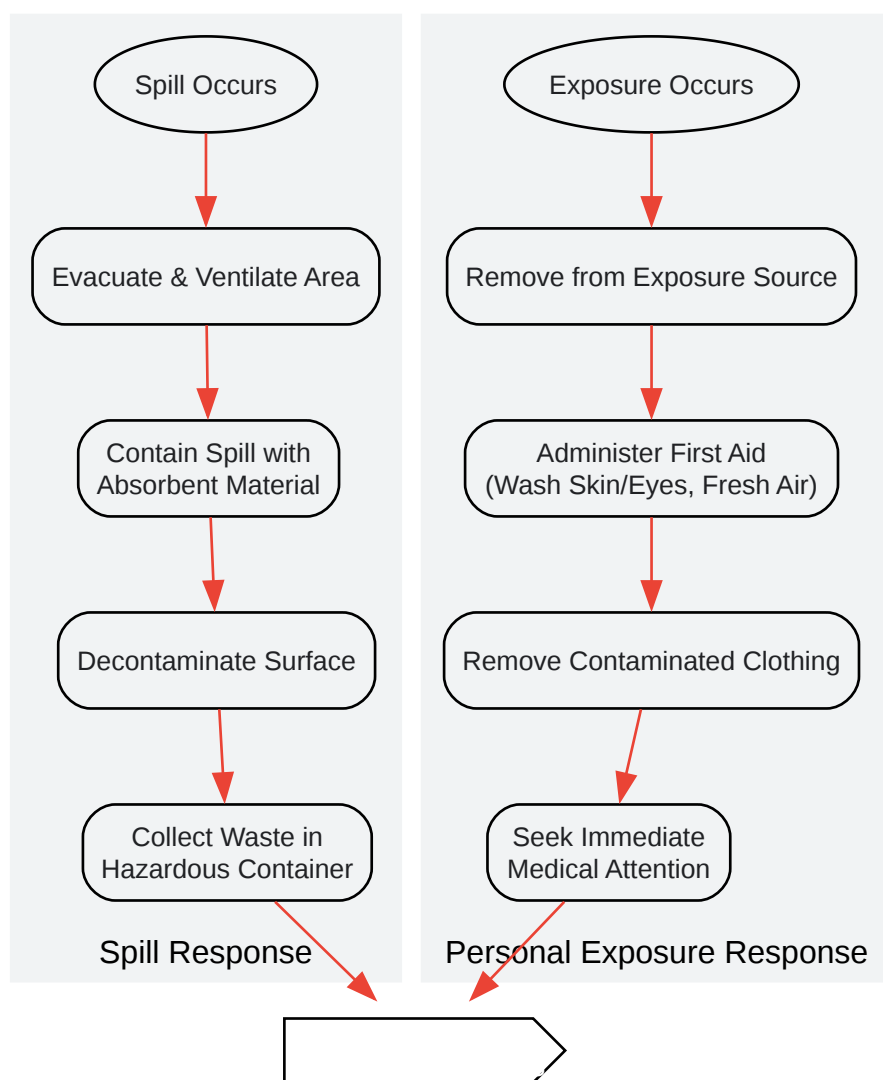 Spill Occurs
Evacuate & Ventilate Area
Contain Spill with
Absorbent Material
Decontaminate Surface
Collect Waste in
Hazardous Container
Spill Response
Exposure Occurs
Remove from Exposure Source
Administer First Aid
(Wash Skin/Eyes, Fresh Air)
Remove Contaminated Clothing
Seek Immediate
Medical Attention
Personal Exposure Response